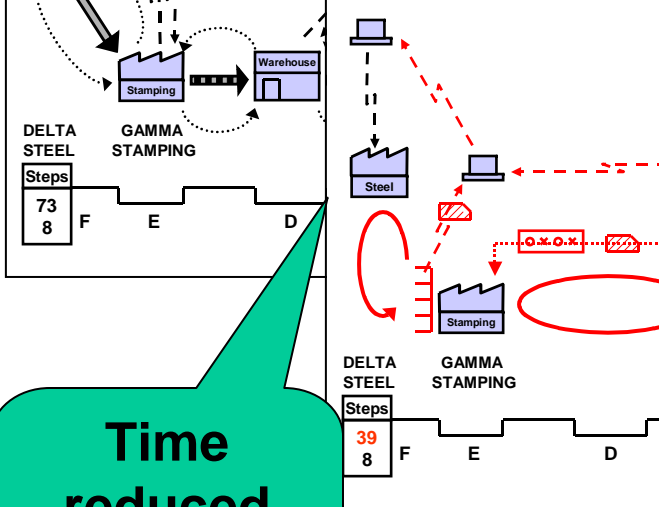 Stamping
Warehouse
DELTA
STEEL
GAMMA
STAMPING
Steps
73
8
F
E
D
Steel
Stamping
O X O X
DELTA
STEEL
GAMMA
STAMPING
Steps
39
8
F
E
D
Time
reduced